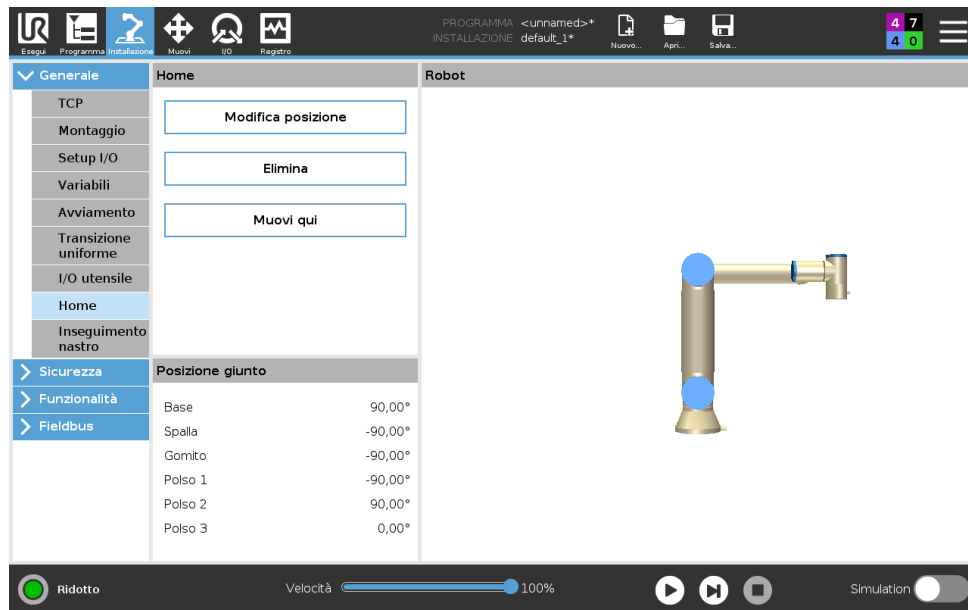 PROGRAMMA <unnamed>*
INSTALLAZIONE default_1*
Esegui Programma Installazione Muovi I/O Registro Nuovo... Apri... Salva...
4 7
4 0
Generale
TCP
Montaggio
Setup I/O
Variabili
Avviamento
Transizione
uniforme
I/O utensile
Home
Inseguimento
nastro
Sicurezza
Funzionalità
Fieldbus
Home
Modifica posizione
Elimina
Muovi qui
Posizione giunto
Base 90,00°
Spalla -90,00°
Gomito -90,00°
Polso 1 -90,00°
Polso 2 90,00°
Polso 3 0,00°
Robot
Ridotto Velocità 100% Simulation